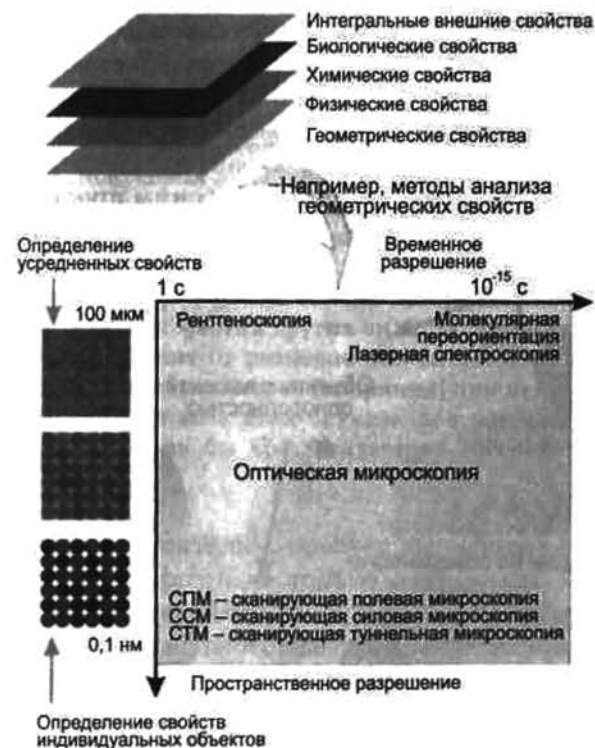 Интегральные внешние свойства
Биологические свойства
Химические свойства
Физические свойства
Геометрические свойства
Например, методы анализа
геометрических свойств
Определение
усредненных свойств
Временное
разрешение
1 с
10⁻¹⁵ с
100 мкм
Рентгеноскопия
Молекулярная
переориентация
Лазерная спектроскопия
Оптическая микроскопия
СПМ – сканирующая полевая микроскопия
ССМ – сканирующая силовая микроскопия
СТМ – сканирующая туннельная микроскопия
0,1 нм
Пространственное разрешение
Определение свойств
индивидуальных объектов